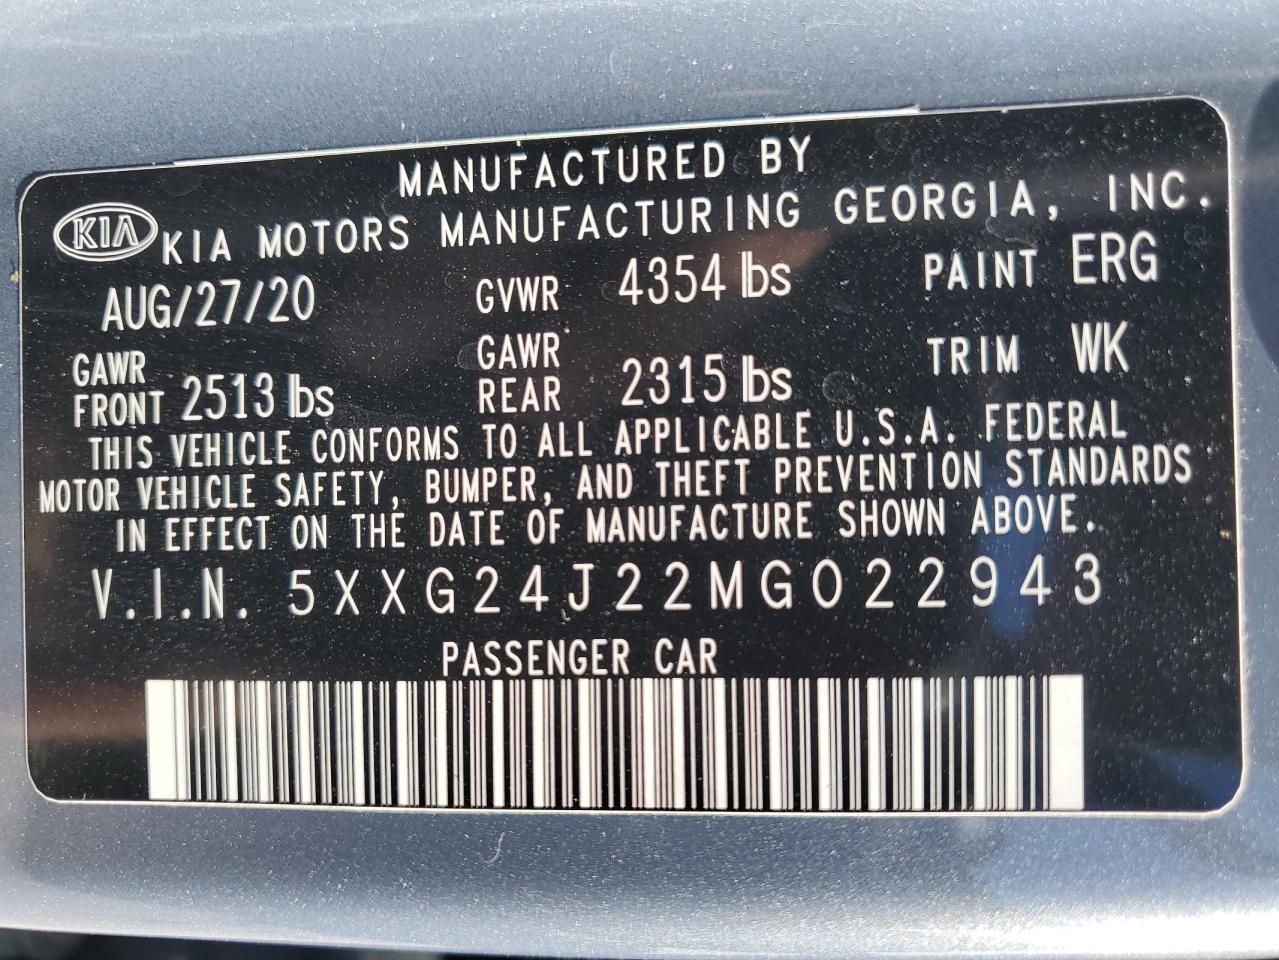 MANUFACTURED BY
KIA KIA MOTORS MANUFACTURING GEORGIA, INC.
AUG/27/20 GVWR 4354 lbs PAINT ERG
GAWR FRONT 2513 lbs GAWR REAR 2315 lbs TRIM WK
THIS VEHICLE CONFORMS TO ALL APPLICABLE U.S.A. FEDERAL
MOTOR VEHICLE SAFETY, BUMPER, AND THEFT PREVENTION STANDARDS
IN EFFECT ON THE DATE OF MANUFACTURE SHOWN ABOVE.
V.I.N. 5XXG24J22MG022943
PASSENGER CAR